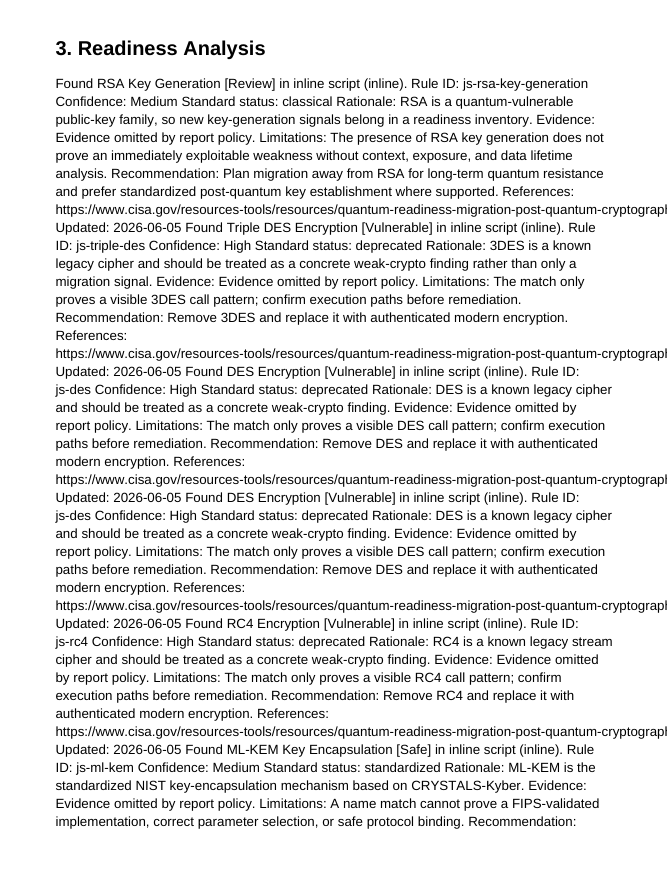 3. Readiness Analysis
Found RSA Key Generation [Review] in inline script (inline). Rule ID: js-rsa-key-generation
Confidence: Medium Standard status: classical Rationale: RSA is a quantum-vulnerable
public-key family, so new key-generation signals belong in a readiness inventory. Evidence:
Evidence omitted by report policy. Limitations: The presence of RSA key generation does not
prove an immediately exploitable weakness without context, exposure, and data lifetime
analysis. Recommendation: Plan migration away from RSA for long-term quantum resistance
and prefer standardized post-quantum key establishment where supported. References:
https://www.cisa.gov/resources-tools/resources/quantum-readiness-migration-post-quantum-cryptograph
Updated: 2026-06-05 Found Triple DES Encryption [Vulnerable] in inline script (inline). Rule
ID: js-triple-des Confidence: High Standard status: deprecated Rationale: 3DES is a known
legacy cipher and should be treated as a concrete weak-crypto finding rather than only a
migration signal. Evidence: Evidence omitted by report policy. Limitations: The match only
proves a visible 3DES call pattern; confirm execution paths before remediation.
Recommendation: Remove 3DES and replace it with authenticated modern encryption.
References:
https://www.cisa.gov/resources-tools/resources/quantum-readiness-migration-post-quantum-cryptograph
Updated: 2026-06-05 Found DES Encryption [Vulnerable] in inline script (inline). Rule ID:
js-des Confidence: High Standard status: deprecated Rationale: DES is a known legacy cipher
and should be treated as a concrete weak-crypto finding. Evidence: Evidence omitted by
report policy. Limitations: The match only proves a visible DES call pattern; confirm execution
paths before remediation. Recommendation: Remove DES and replace it with authenticated
modern encryption. References:
https://www.cisa.gov/resources-tools/resources/quantum-readiness-migration-post-quantum-cryptograph
Updated: 2026-06-05 Found DES Encryption [Vulnerable] in inline script (inline). Rule ID:
js-des Confidence: High Standard status: deprecated Rationale: DES is a known legacy cipher
and should be treated as a concrete weak-crypto finding. Evidence: Evidence omitted by
report policy. Limitations: The match only proves a visible DES call pattern; confirm execution
paths before remediation. Recommendation: Remove DES and replace it with authenticated
modern encryption. References:
https://www.cisa.gov/resources-tools/resources/quantum-readiness-migration-post-quantum-cryptograph
Updated: 2026-06-05 Found RC4 Encryption [Vulnerable] in inline script (inline). Rule ID:
js-rc4 Confidence: High Standard status: deprecated Rationale: RC4 is a known legacy stream
cipher and should be treated as a concrete weak-crypto finding. Evidence: Evidence omitted
by report policy. Limitations: The match only proves a visible RC4 call pattern; confirm
execution paths before remediation. Recommendation: Remove RC4 and replace it with
authenticated modern encryption. References:
https://www.cisa.gov/resources-tools/resources/quantum-readiness-migration-post-quantum-cryptograph
Updated: 2026-06-05 Found ML-KEM Key Encapsulation [Safe] in inline script (inline). Rule
ID: js-ml-kem Confidence: Medium Standard status: standardized Rationale: ML-KEM is the
standardized NIST key-encapsulation mechanism based on CRYSTALS-Kyber. Evidence:
Evidence omitted by report policy. Limitations: A name match cannot prove a FIPS-validated
implementation, correct parameter selection, or safe protocol binding. Recommendation: